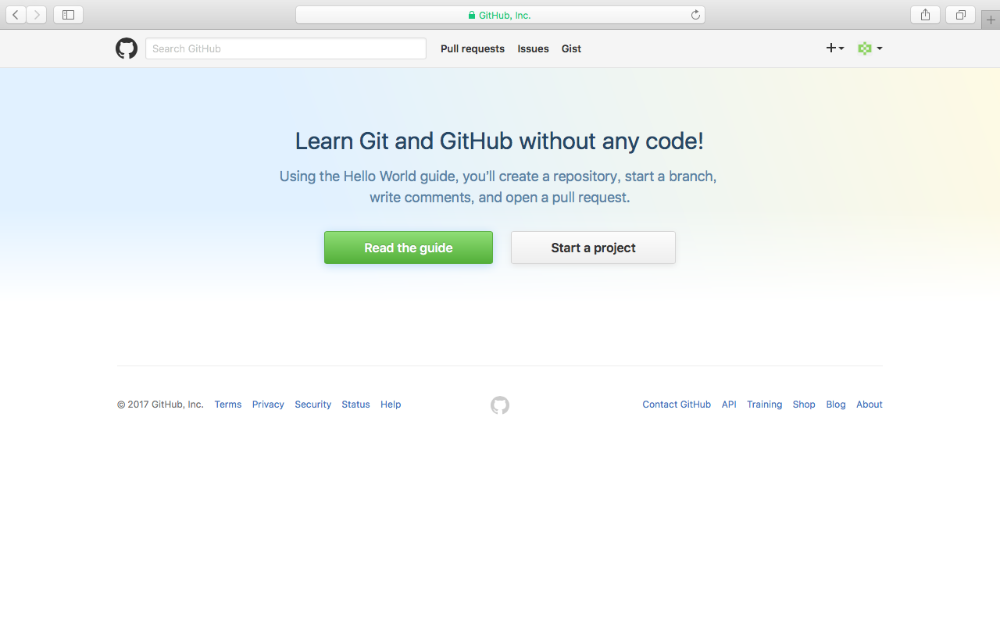 GitHub, Inc.
Search GitHub
Pull requests Issues Gist
Learn Git and GitHub without any code!
Using the Hello World guide, you’ll create a repository, start a branch,
write comments, and open a pull request.
Read the guide Start a project
© 2017 GitHub, Inc. Terms Privacy Security Status Help Contact GitHub API Training Shop Blog About